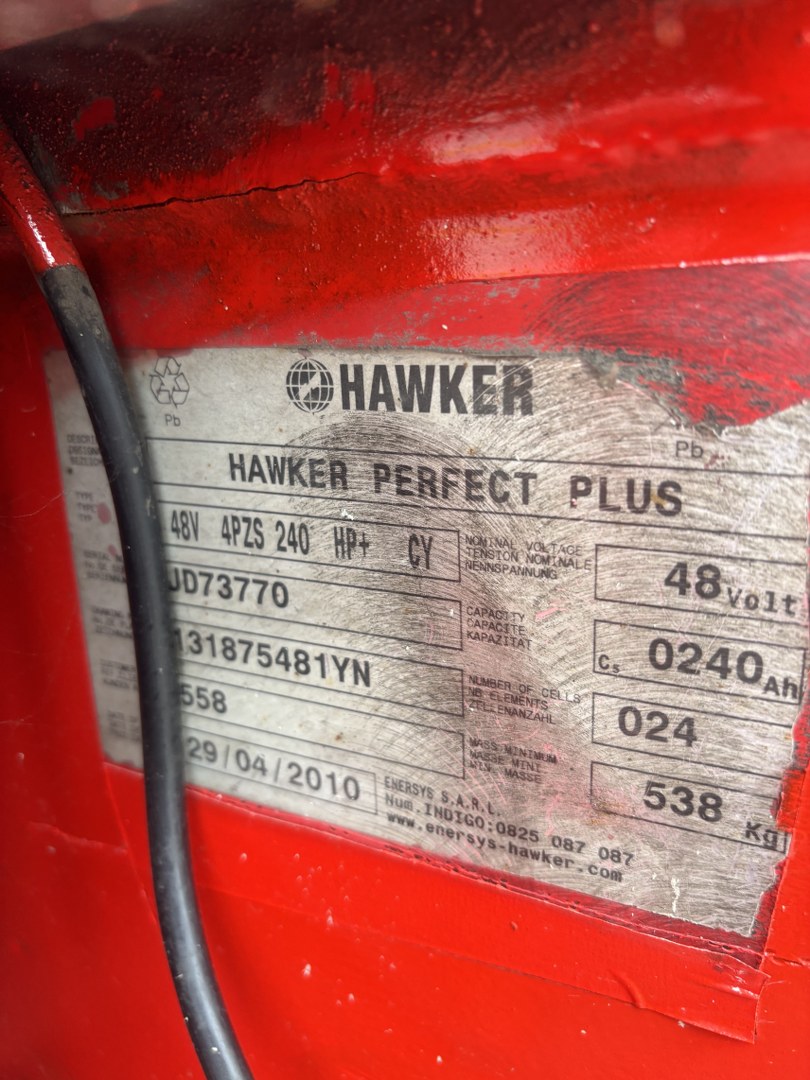 HAWKER
Pb
Pb
HAWKER PERFECT PLUS
48V 4PZS 240 HP+ CY
NOMINAL VOLTAGE
TENSION NOMINALE
NENNSPANNUNG
48 Volt
JD73770
CAPACITY
CAPACITE
KAPAZITAT
C5 0240 Ah
131875481YN
NUMBER OF CELLS
NB ELEMENTS
ZELLENANZAHL
024
558
MASS MINIMUM
MASSE MINI
MIN. MASSE
538 Kg
29/04/2010
ENERSYS S.A.R.L.
Num.INDIGO:0825 087 087
www.enersys-hawker.com